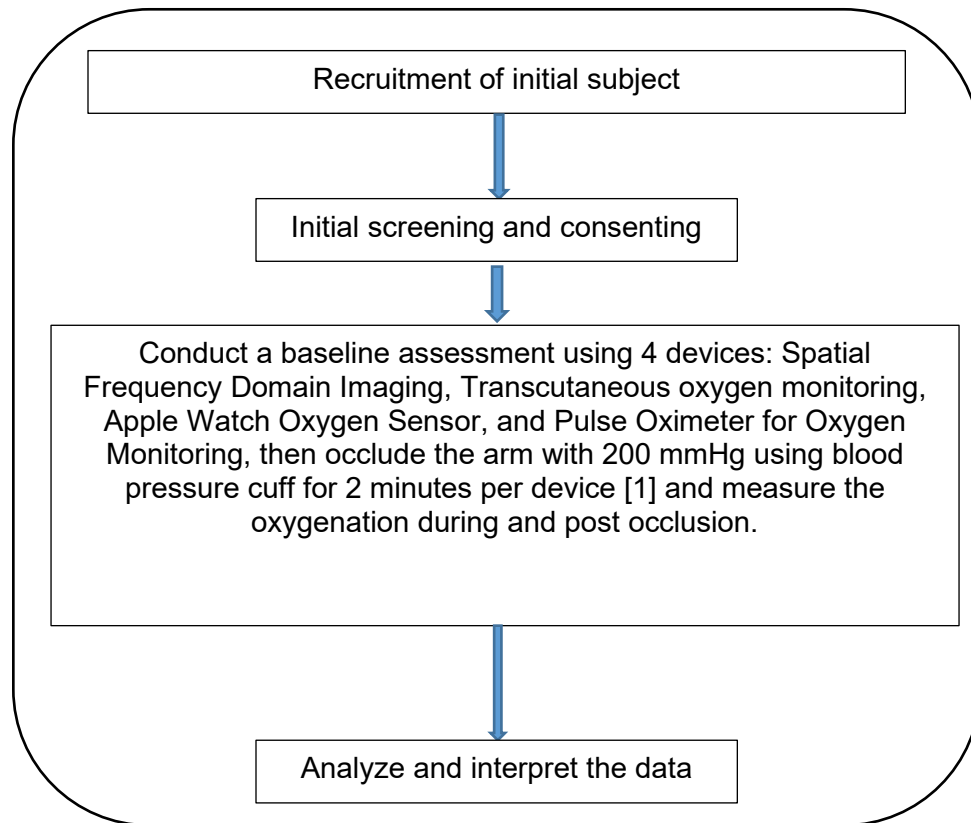 Recruitment of initial subject
Initial screening and consenting
Conduct a baseline assessment using 4 devices: Spatial
Frequency Domain Imaging, Transcutaneous oxygen monitoring,
Apple Watch Oxygen Sensor, and Pulse Oximeter for Oxygen
Monitoring, then occlude the arm with 200 mmHg using blood
pressure cuff for 2 minutes per device [1] and measure the
oxygenation during and post occlusion.
Analyze and interpret the data